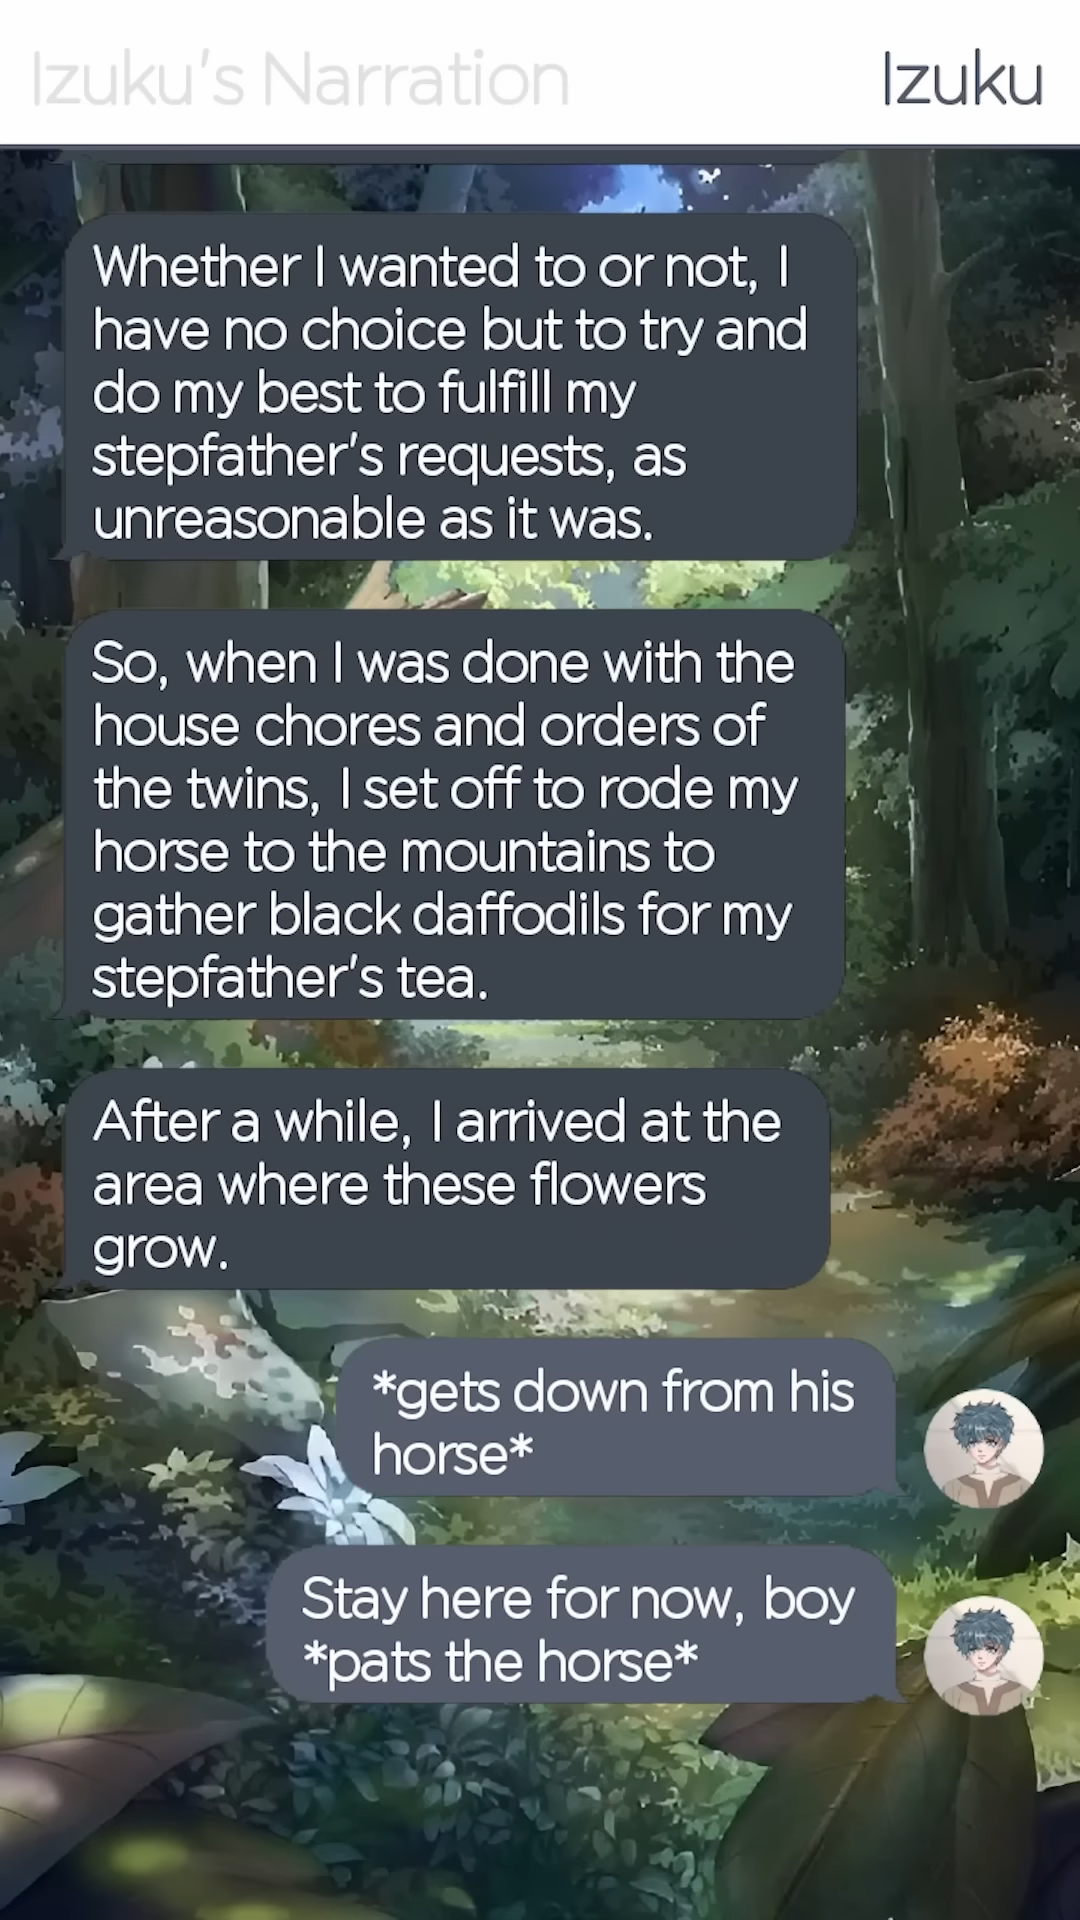 Izuku's Narration
Izuku
Whether I wanted to or not, I
have no choice but to try and
do my best to fulfill my
stepfather's requests, as
unreasonable as it was.
So, when I was done with the
house chores and orders of
the twins, I set off to rode my
horse to the mountains to
gather black daffodils for my
stepfather's tea.
After a while, I arrived at the
area where these flowers
grow.
*gets down from his
horse*
Stay here for now, boy
*pats the horse*